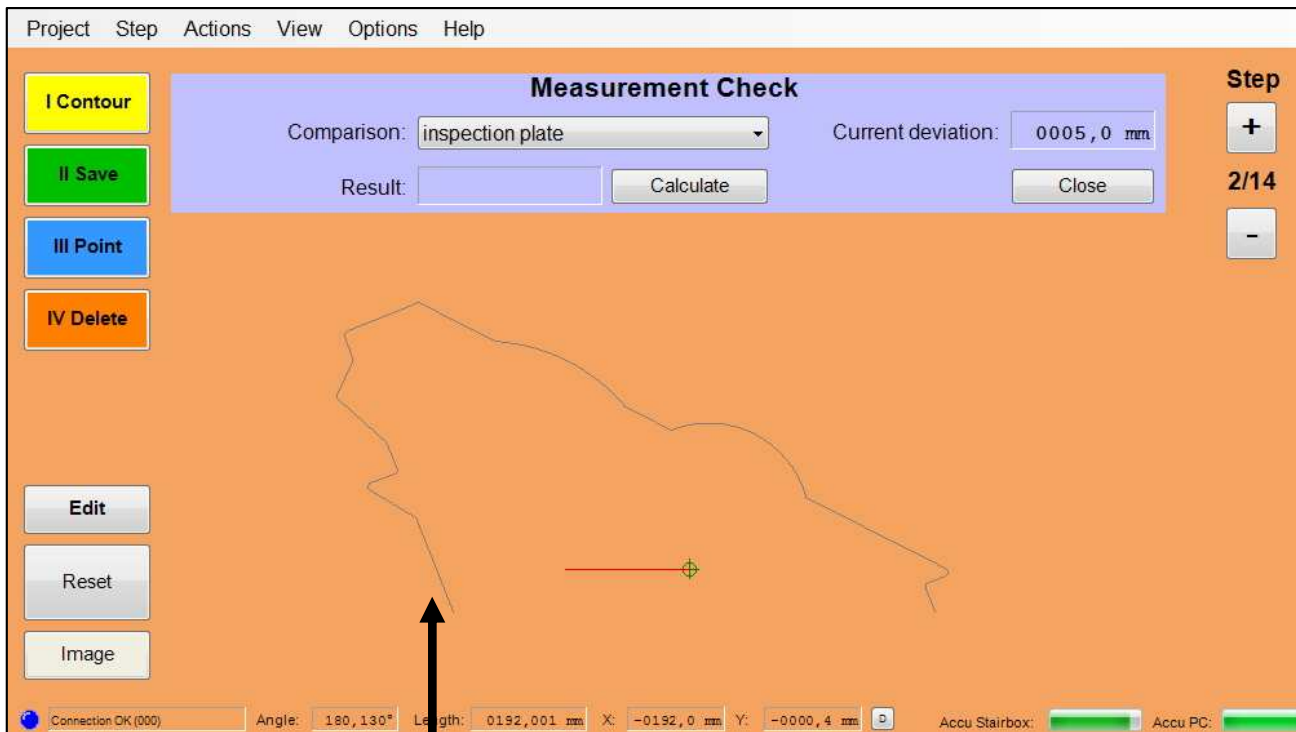 Project Step Actions View Options Help
Measurement Check
Step
I Contour
Comparison: inspection plate Current deviation: 0005,0 mm
+
II Save
Result: Calculate Close
2/14
III Point
-
IV Delete
Edit
Reset
Image
Connection OK (000) Angle: 180,130° Length: 0192,001 mm X: -0192,0 mm Y: -0000,4 mm D Accu Stairbox: Accu PC: